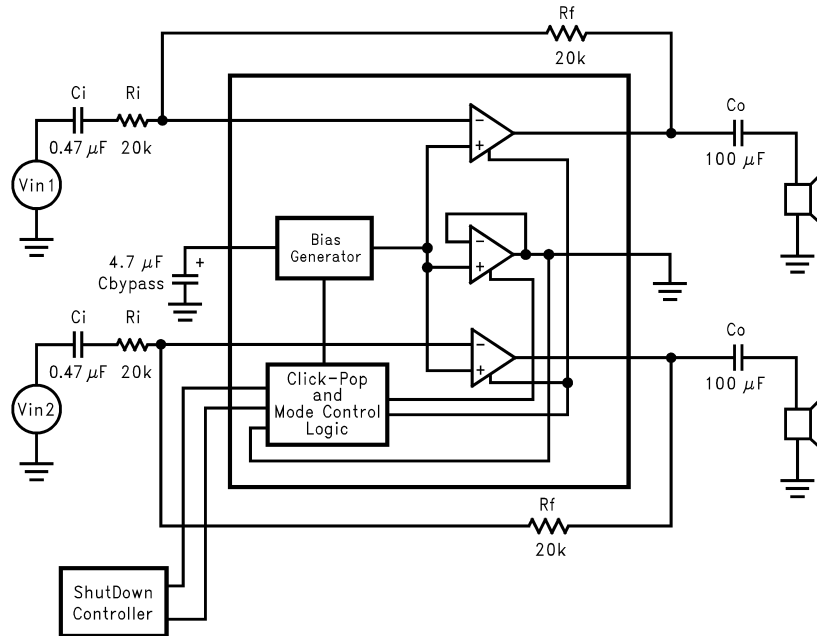 Rf
20k
Ci
Ri
0.47 μF
20k
Co
100 μF
Vin1
−
+
Bias
Generator
−
+
4.7 μF
+
Cbypass
Ci
Ri
0.47 μF
20k
−
+
Co
100 μF
Vin2
Click-Pop
and
Mode Control
Logic
Rf
20k
ShutDown
Controller